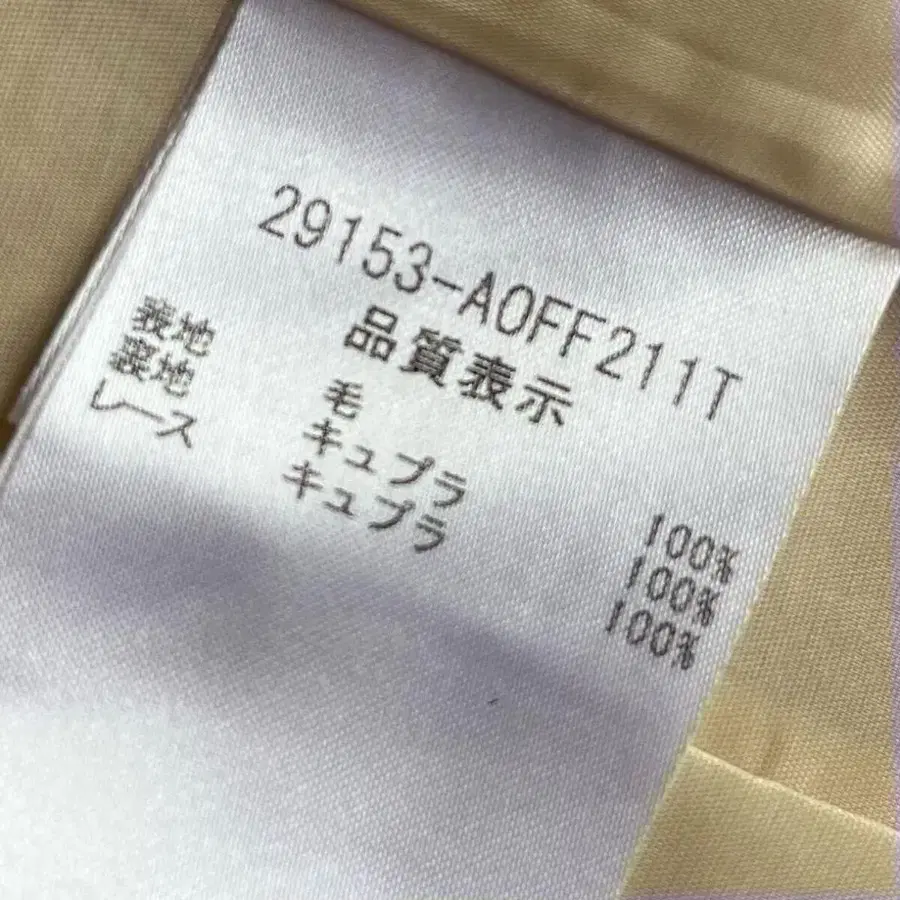 29153-A0FF211T
品質表示
表地 毛 100%
裏地 キュプラ 100%
レース キュプラ 100%